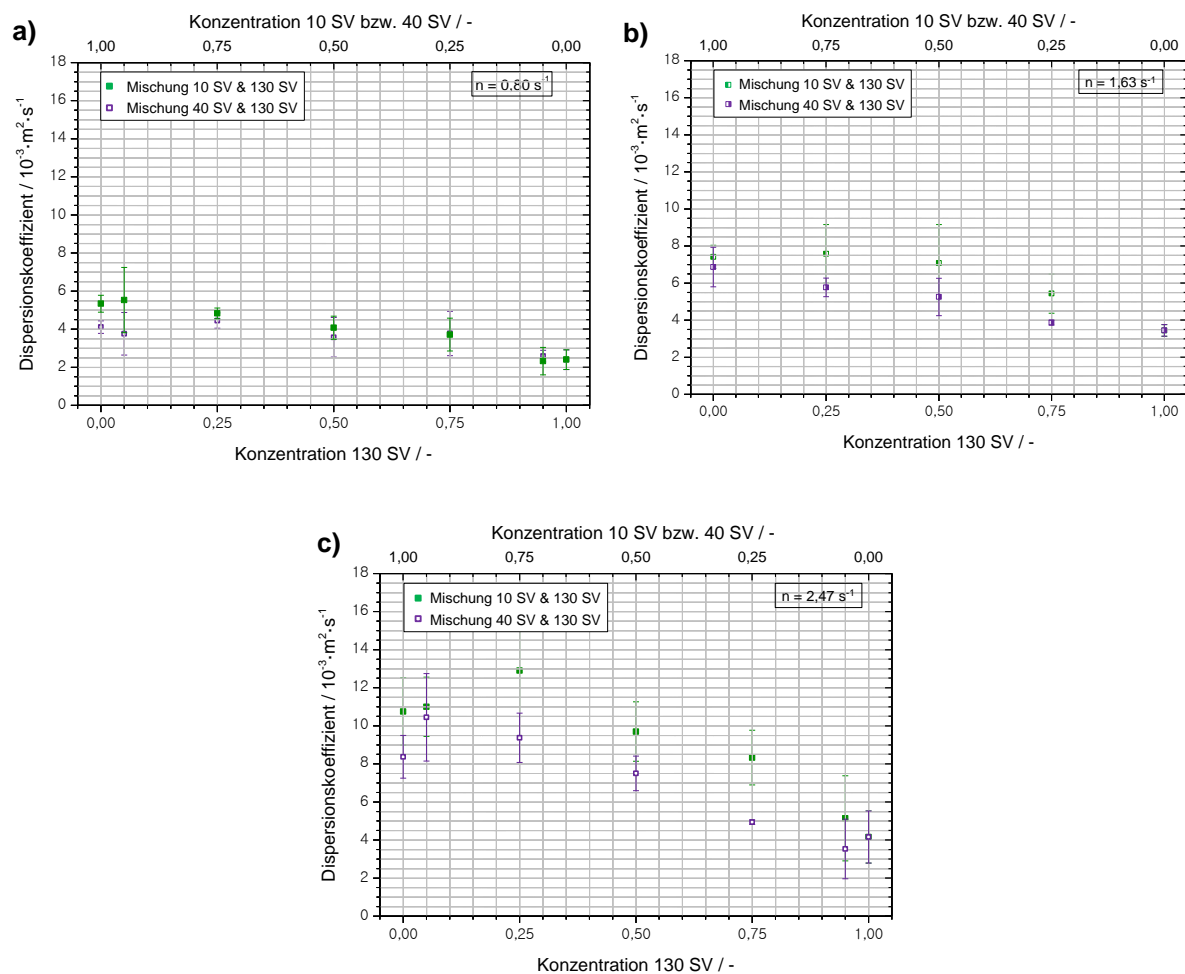 a)
Konzentration 10 SV bzw. 40 SV / -
1,00 0,75 0,50 0,25 0,00
18
16
14
12
10
8
6
4
2
0
Dispersionskoeffizient / 10⁻³·m²·s⁻¹
Mischung 10 SV & 130 SV
Mischung 40 SV & 130 SV
n = 0,80 s⁻¹
0,00 0,25 0,50 0,75 1,00
Konzentration 130 SV / -
b)
Konzentration 10 SV bzw. 40 SV / -
1,00 0,75 0,50 0,25 0,00
18
16
14
12
10
8
6
4
2
0
Dispersionskoeffizient / 10⁻³·m²·s⁻¹
Mischung 10 SV & 130 SV
Mischung 40 SV & 130 SV
n = 1,63 s⁻¹
0,00 0,25 0,50 0,75 1,00
Konzentration 130 SV / -
c)
Konzentration 10 SV bzw. 40 SV / -
1,00 0,75 0,50 0,25 0,00
18
16
14
12
10
8
6
4
2
0
Dispersionskoeffizient / 10⁻³·m²·s⁻¹
Mischung 10 SV & 130 SV
Mischung 40 SV & 130 SV
n = 2,47 s⁻¹
0,00 0,25 0,50 0,75 1,00
Konzentration 130 SV / -